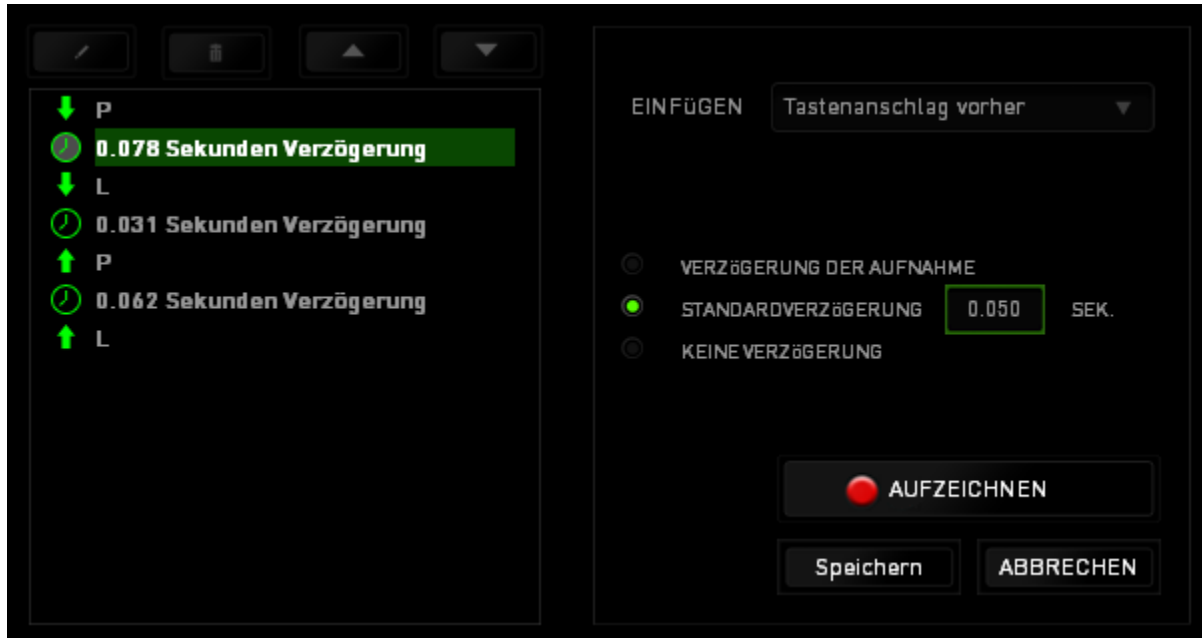 P
0.078 Sekunden Verzögerung
L
0.031 Sekunden Verzögerung
P
0.062 Sekunden Verzögerung
L
EINFüGEN Tastenanschlag vorher
VERZöGERUNG DER AUFNAHME
STANDARDVERZöGERUNG 0.050 SEK.
KEINE VERZöGERUNG
AUFZEICHNEN
Speichern ABBRECHEN